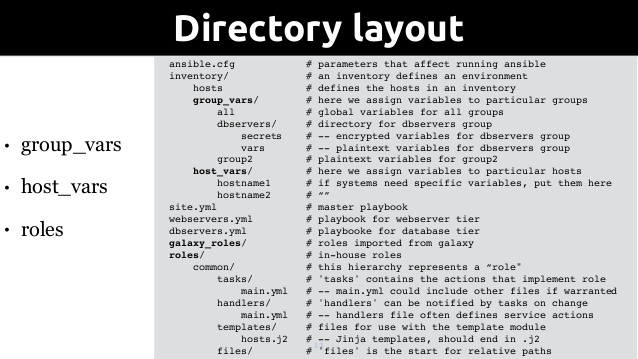 Directory layout
• group_vars
• host_vars
• roles
ansible.cfg # parameters that affect running ansible
inventory/ # an inventory defines an environment
hosts # defines the hosts in an inventory
group_vars/ # here we assign variables to particular groups
all # global variables for all groups
dbservers/ # directory for dbservers group
secrets # -- encrypted variables for dbservers group
vars # -- plaintext variables for dbservers group
group2 # plaintext variables for group2
host_vars/ # here we assign variables to particular hosts
hostname1 # if systems need specific variables, put them here
hostname2 # “”
site.yml # master playbook
webservers.yml # playbook for webserver tier
dbservers.yml # playbooke for database tier
galaxy_roles/ # roles imported from galaxy
roles/ # in-house roles
common/ # this hierarchy represents a “role"
tasks/ # 'tasks' contains the actions that implement role
main.yml # -- main.yml could include other files if warranted
handlers/ # 'handlers' can be notified by tasks on change
main.yml # -- handlers file often defines service actions
templates/ # files for use with the template module
hosts.j2 # -- Jinja templates, should end in .j2
files/ # 'files' is the start for relative paths